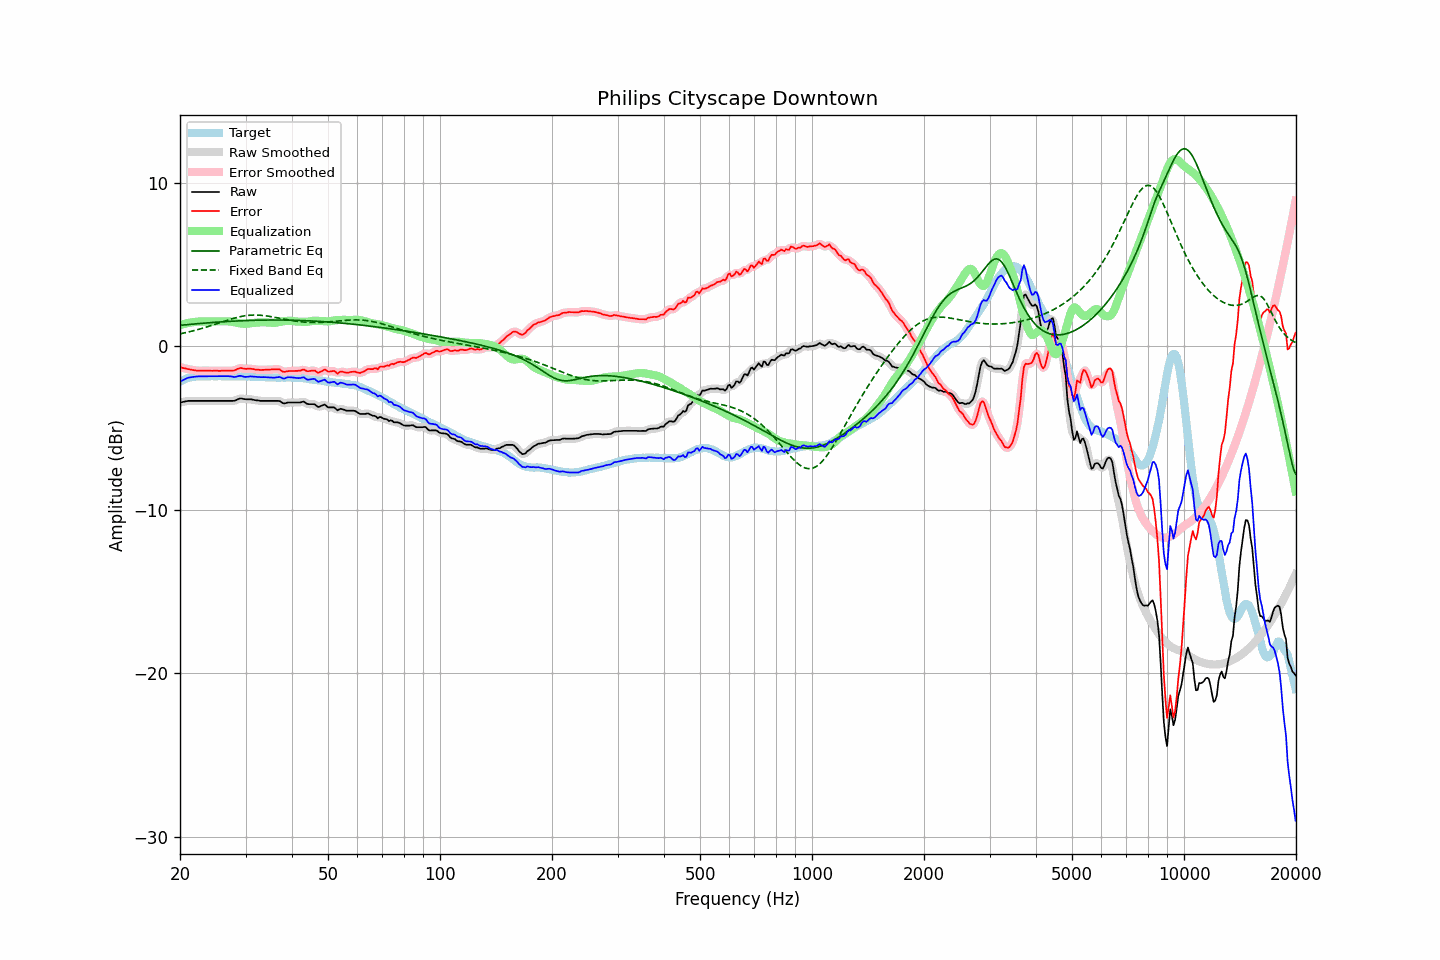 Philips Cityscape Downtown
Target
Raw Smoothed
Error Smoothed
Raw
Error
Equalization
Parametric Eq
Fixed Band Eq
Equalized
10
0
−10
−20
−30
Amplitude (dBr)
20 50 100 200 500 1000 2000 5000 10000 20000
Frequency (Hz)